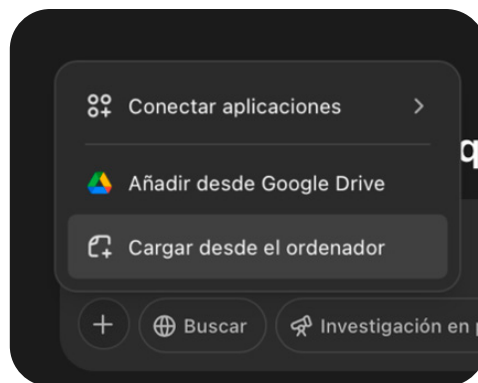 Conectar aplicaciones
Añadir desde Google Drive
Cargar desde el ordenador
Buscar
Investigación en